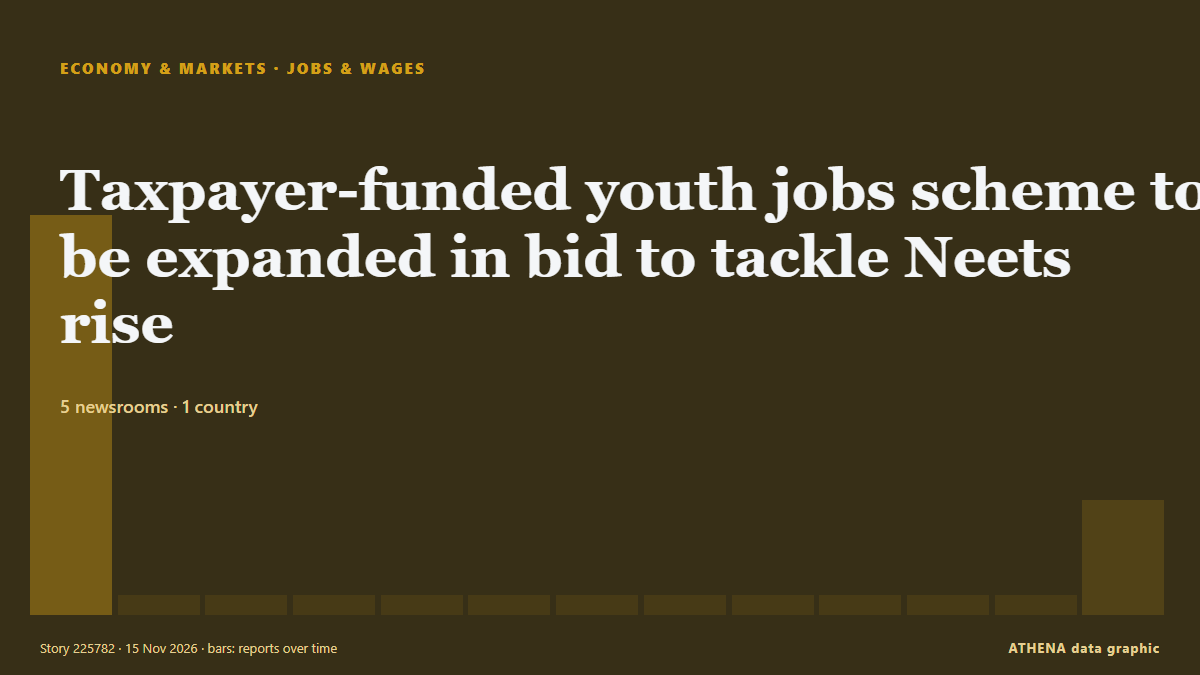 ECONOMY & MARKETS · JOBS & WAGES
Taxpayer-funded youth jobs scheme to
be expanded in bid to tackle Neets
rise
5 newsrooms · 1 country
Story 225782 · 15 Nov 2026 · bars: reports over time
ATHENA data graphic